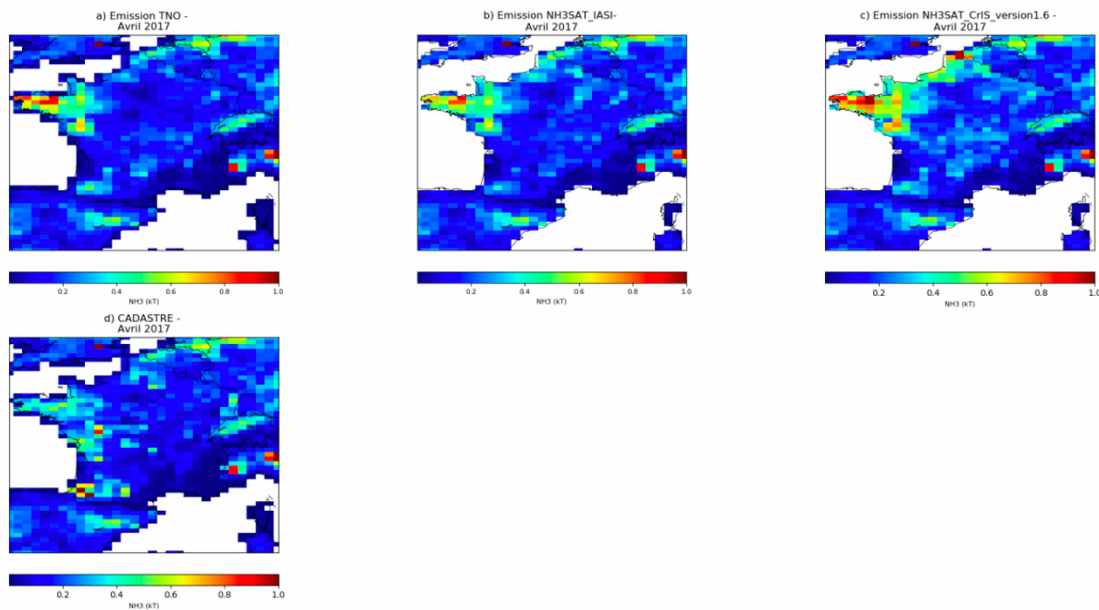 a) Emission TNO -
Avril 2017
b) Emission NH3SAT_IASI-
Avril 2017
c) Emission NH3SAT_CrIS_version1.6 -
Avril 2017
0.2 0.4 0.6 0.8 1.0
NH3 (kT)
0.2 0.4 0.6 0.8 1.0
NH3 (kT)
0.2 0.4 0.6 0.8 1.0
NH3 (kT)
d) CADASTRE -
Avril 2017
0.2 0.4 0.6 0.8 1.0
NH3 (kT)